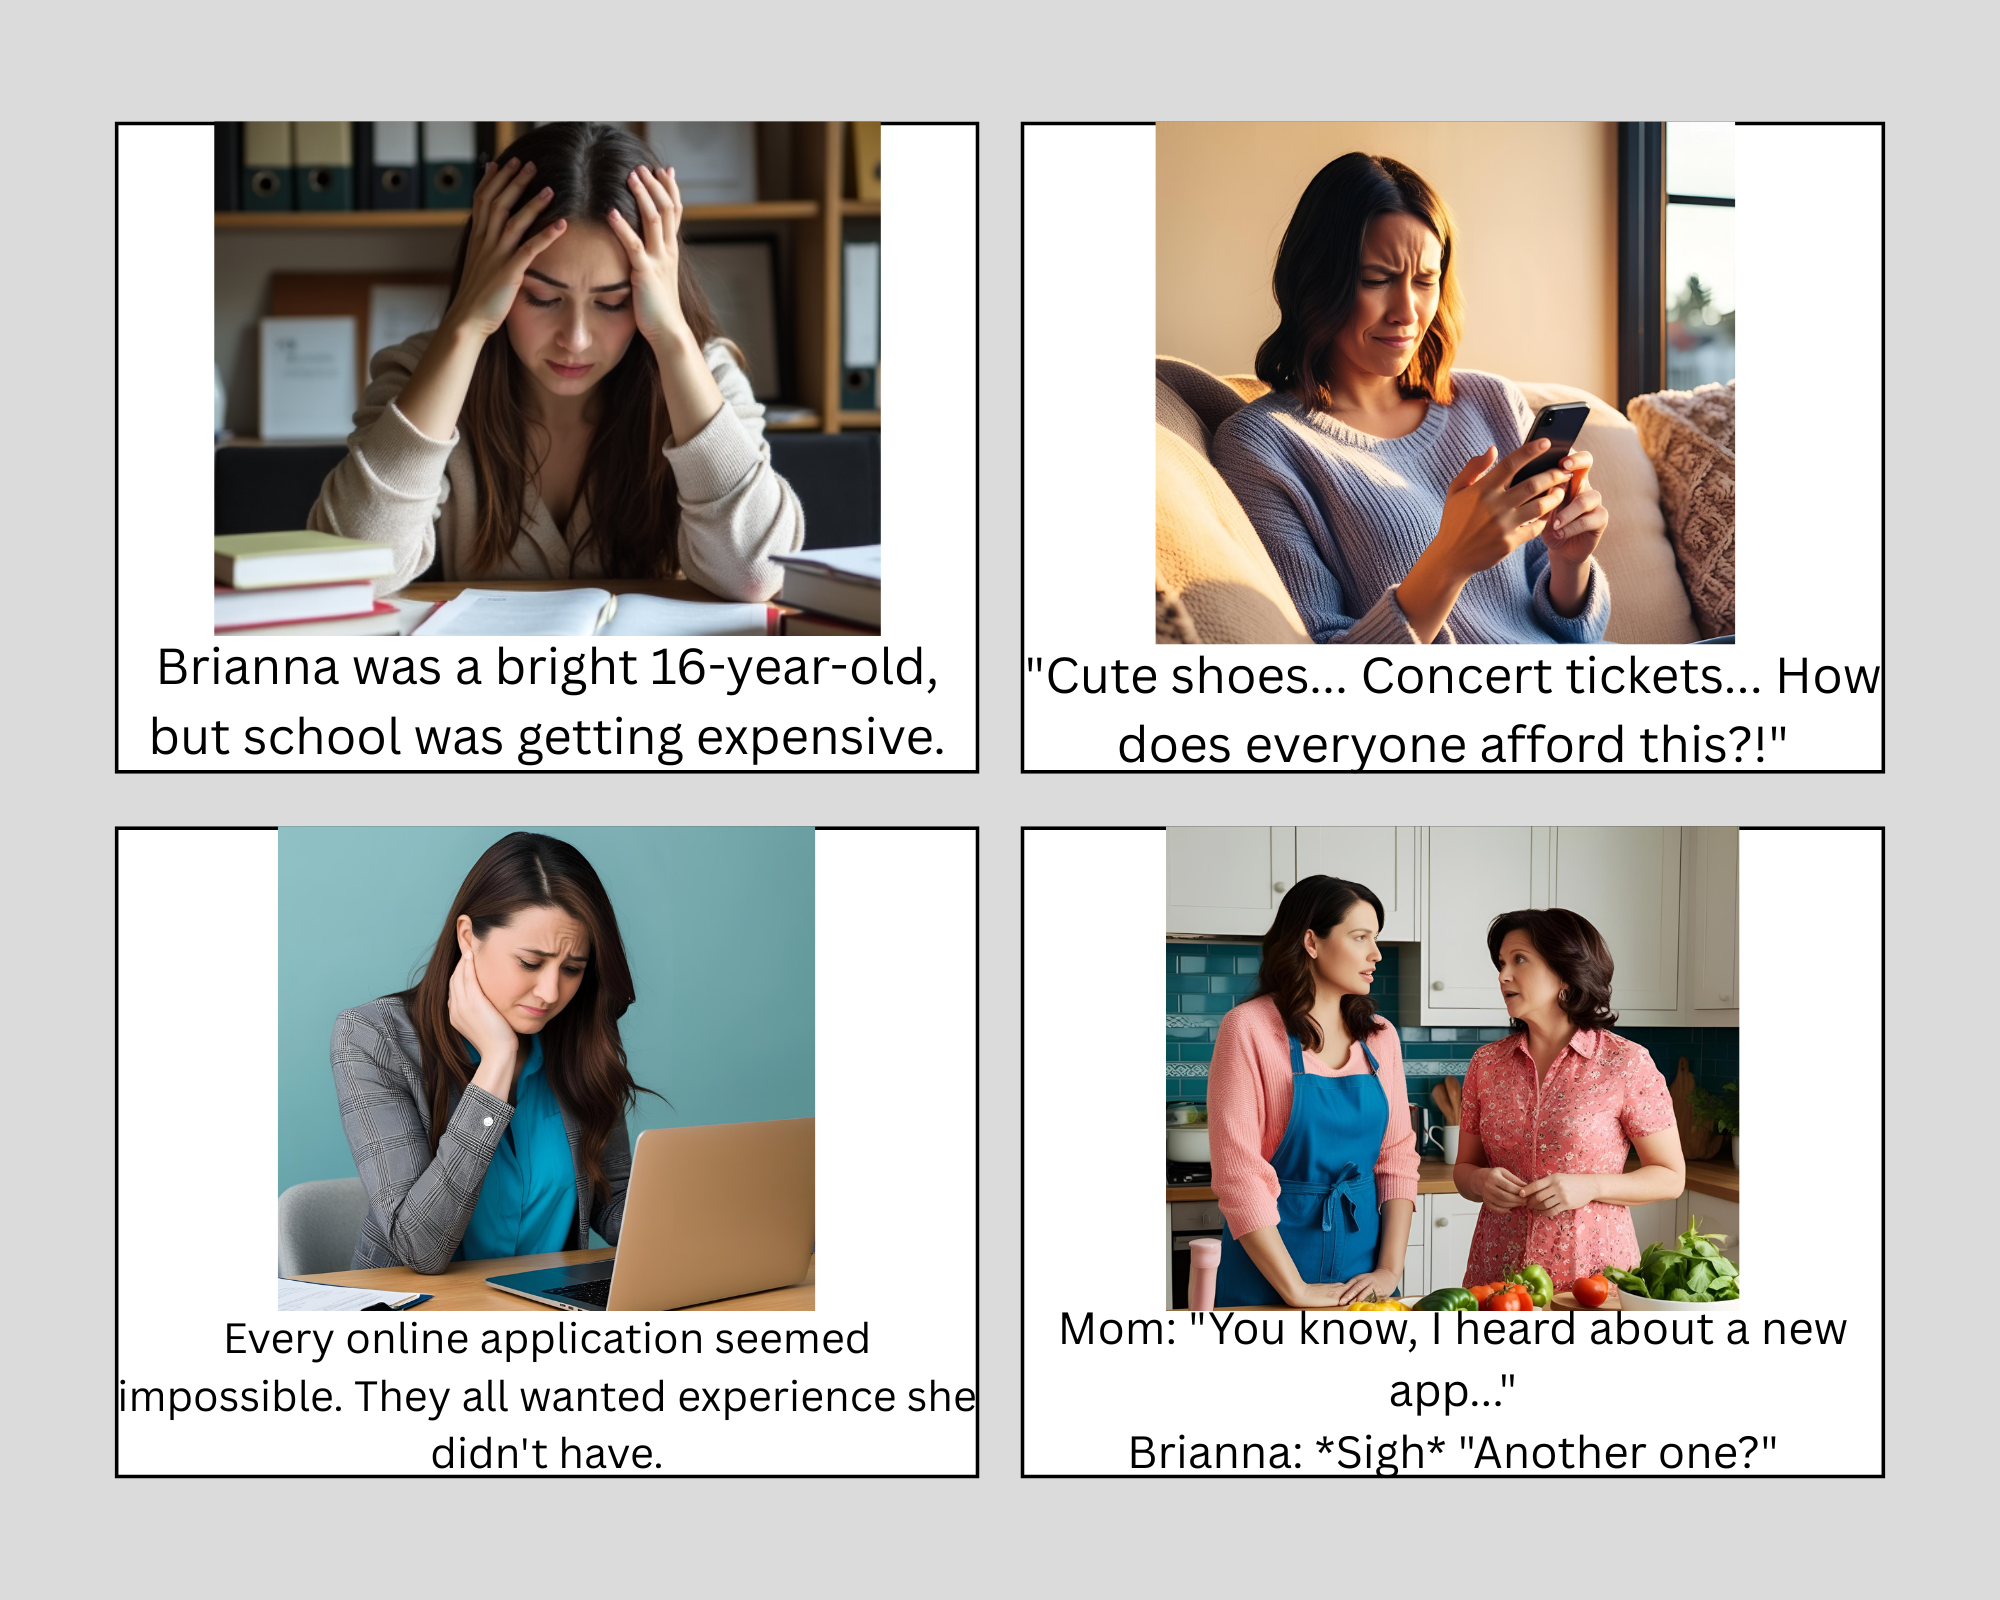 Brianna was a bright 16-year-old,
but school was getting expensive.
"Cute shoes... Concert tickets... How
does everyone afford this?!"
Every online application seemed
impossible. They all wanted experience she
didn't have.
Mom: "You know, I heard about a new
app..."
Brianna: *Sigh* "Another one?"